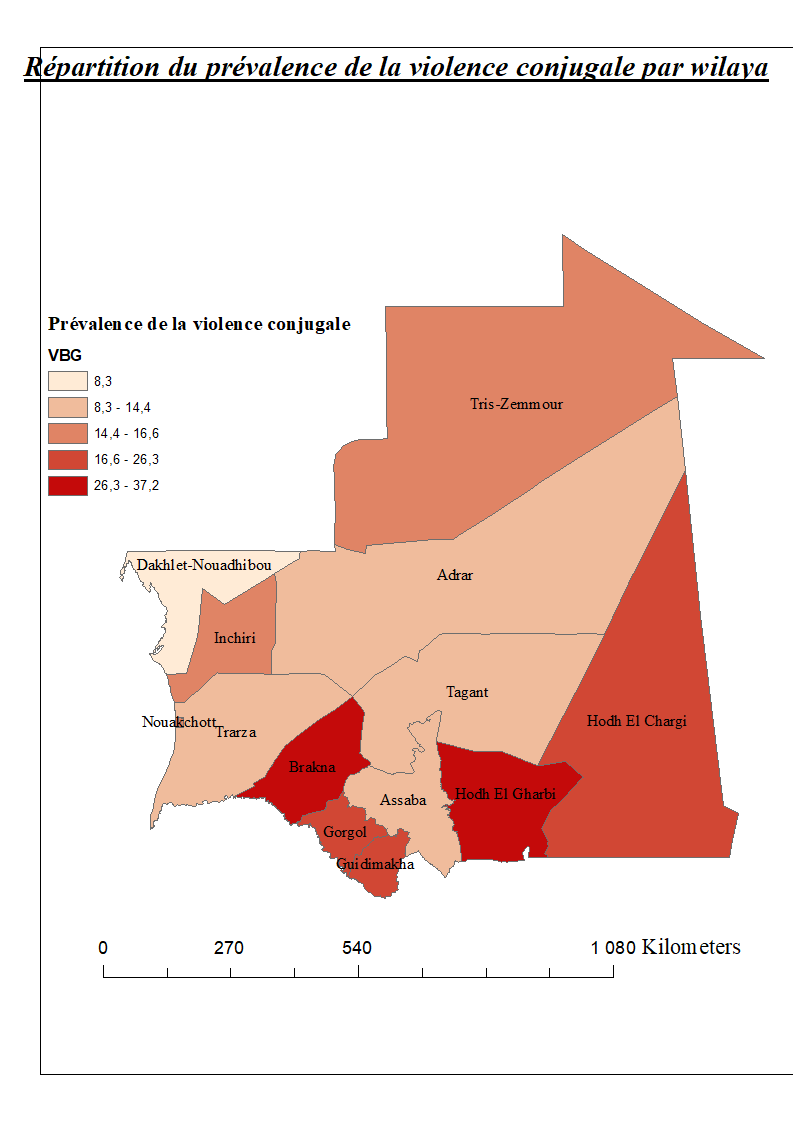 Répartition du prévalence de la violence conjugale par wilaya
Prévalence de la violence conjugale
VBG
8,3
8,3 - 14,4
14,4 - 16,6
16,6 - 26,3
26,3 - 37,2
Tris-Zemmour
Dakhlet-Nouadhibou
Adrar
Inchiri
Tagant
Nouakchott
Trarza
Hodh El Chargi
Brakna
Hodh El Gharbi
Assaba
Gorgol
Guidimakha
0 270 540 1 080 Kilometers